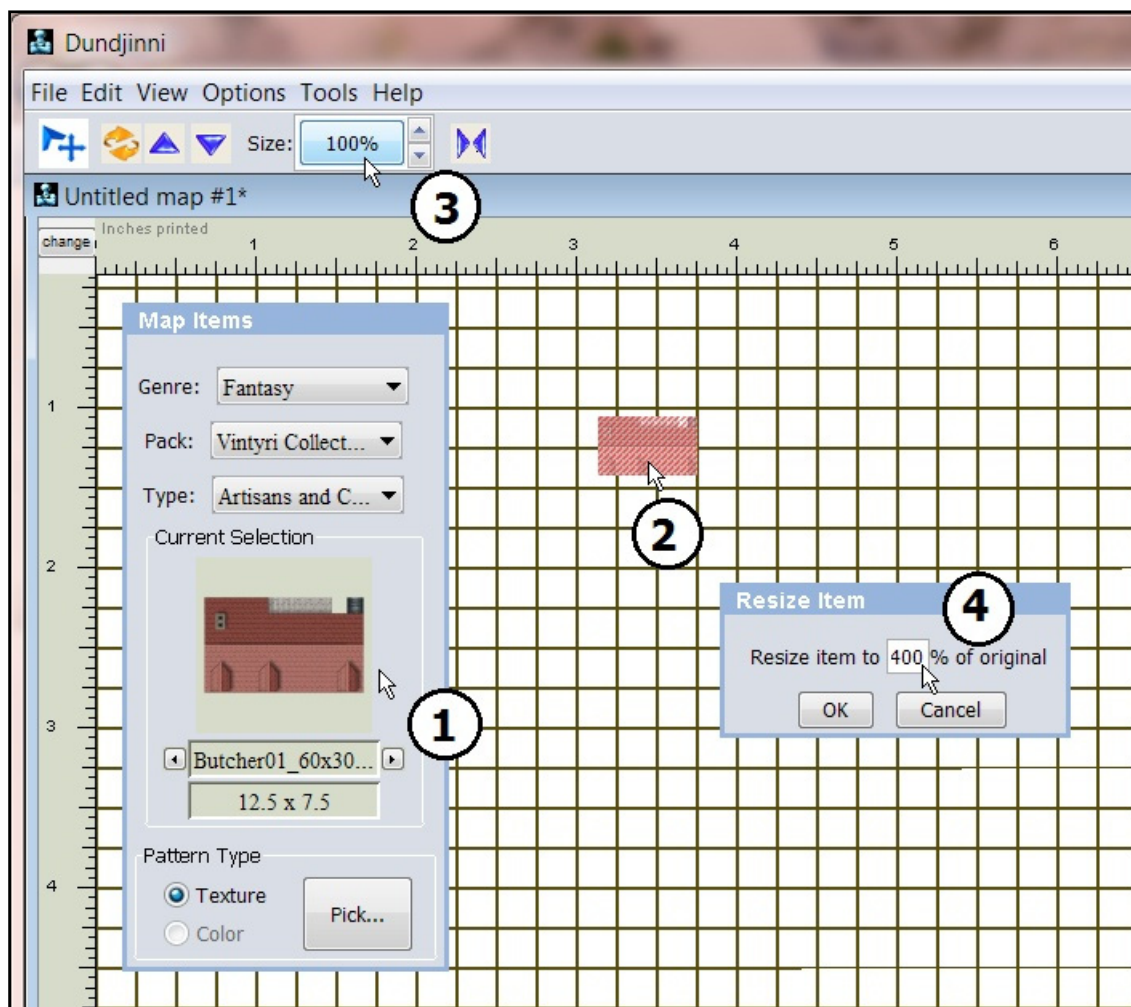 Dundjinni
File Edit View Options Tools Help
Size: 100%
3
Untitled map #1*
change
Inches printed
1 2 3 4 5 6
Map Items
Genre: Fantasy
1
Pack: Vintyri Collect...
Type: Artisans and C...
2
Current Selection
2
Resize Item
4
Resize item to 400 % of original
OK Cancel
B
1
3
Butcher01_60x30...
12.5 x 7.5
Pattern Type
4
Texture
Color
Pick...